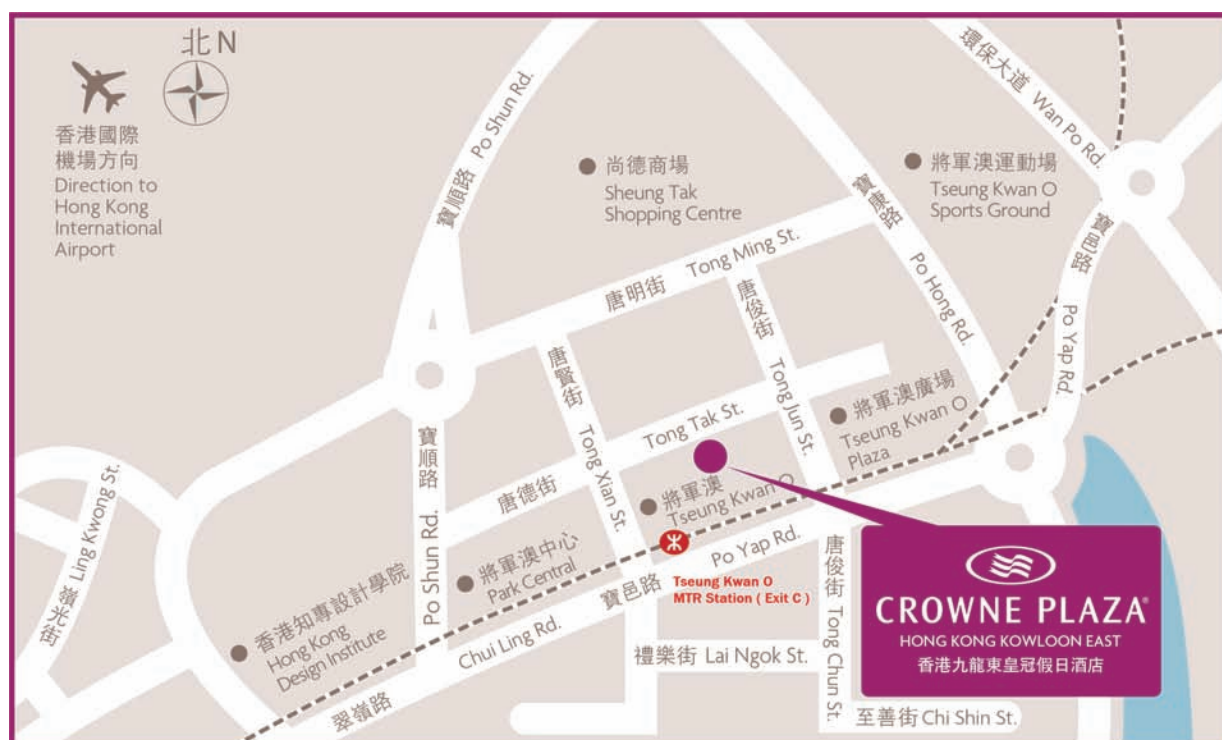 北 N
香港國際
機場方向
Direction to
Hong Kong
International
Airport
寶順路 Po Shun Rd.
尚德商場
Sheung Tak
Shopping Centre
環保大道 Wan Po Rd.
將軍澳運動場
Tseung Kwan O
Sports Ground
寶康路 Po Hong Rd.
寶邑路 Po Yap Rd.
唐明街 Tong Ming St.
唐俊街 Tong Jun St.
唐賢街 Tong Xian St.
唐德街 Tong Tak St.
將軍澳廣場
Tseung Kwan O
Plaza
將軍澳
Tseung Kwan O
寶順路 Po Shun Rd.
嶺光街 Ling Kwong St.
將軍澳中心
Park Central
香港知專設計學院
Hong Kong
Design Institute
Tseung Kwan O
MTR Station ( Exit C )
寶邑路 Po Yap Rd.
翠嶺路 Chui Ling Rd.
禮樂街 Lai Ngok St.
唐俊街 Tong Chun St.
至善街 Chi Shin St.
CROWNE PLAZA®
HONG KONG KOWLOON EAST
香港九龍東皇冠假日酒店